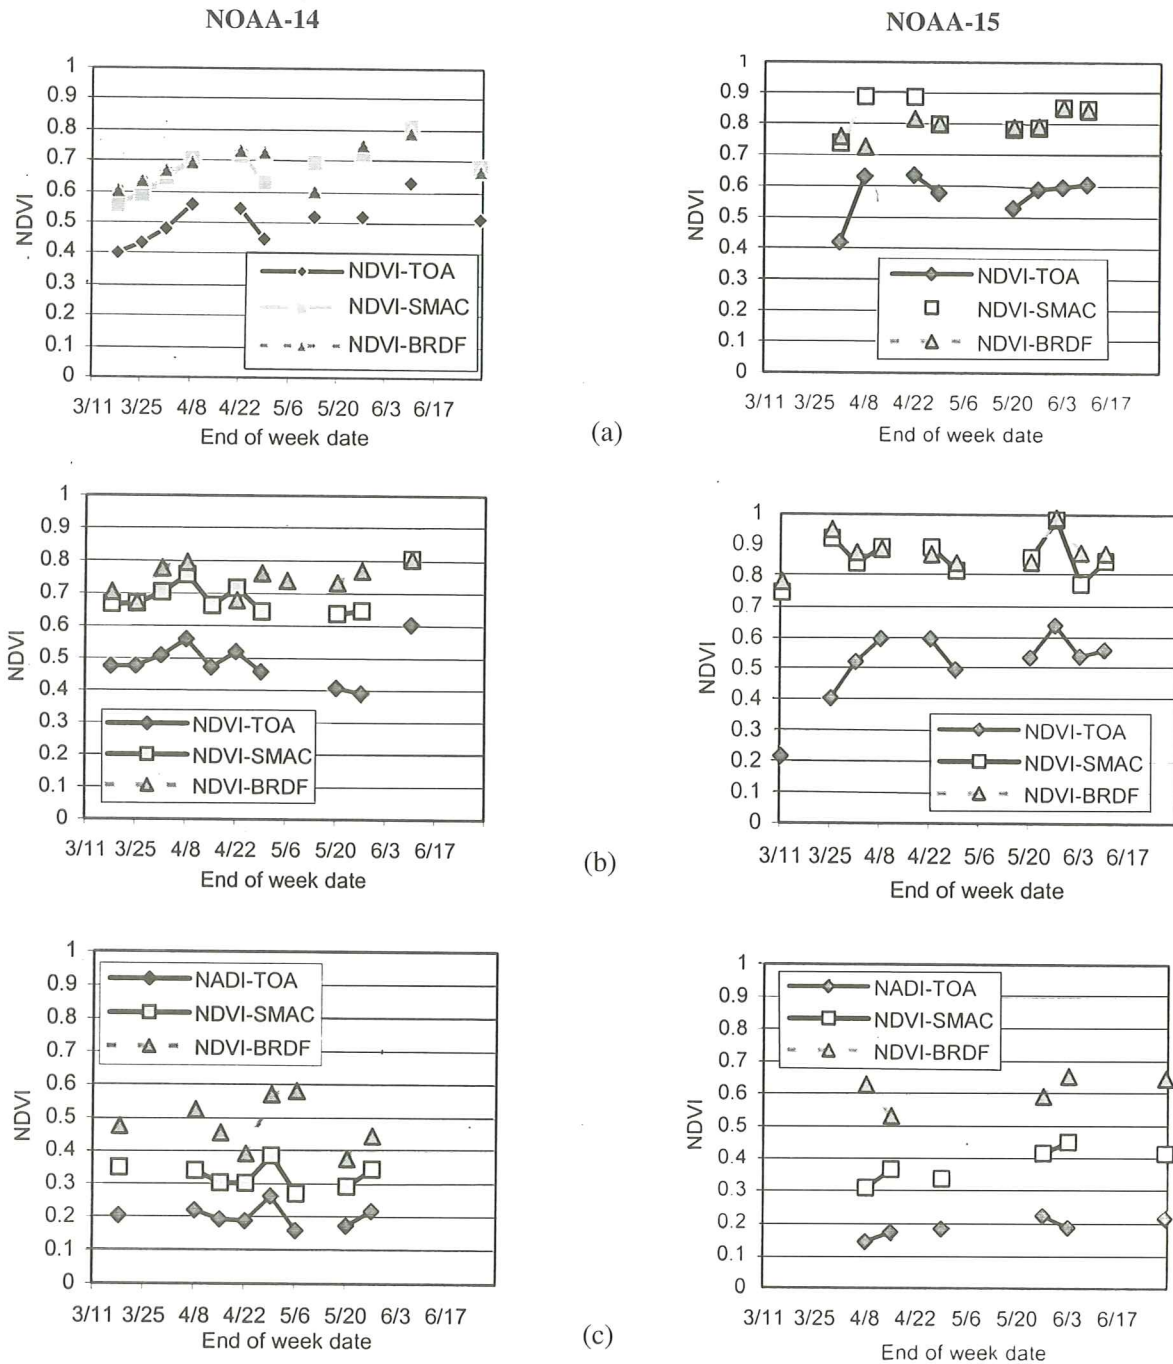 NOAA-14
NOAA-15
1
0.9
0.8
0.7
0.6
0.5
0.4
0.3
0.2
0.1
0
NDVI
NDVI-TOA
NDVI-SMAC
NDVI-BRDF
3/11 3/25 4/8 4/22 5/6 5/20 6/3 6/17
End of week date
1
0.9
0.8
0.7
0.6
0.5
0.4
0.3
0.2
0.1
0
NDVI
NDVI-TOA
NDVI-SMAC
NDVI-BRDF
3/11 3/25 4/8 4/22 5/6 5/20 6/3 6/17
End of week date
(a)
1
0.9
0.8
0.7
0.6
0.5
0.4
0.3
0.2
0.1
0
NDVI
NDVI-TOA
NDVI-SMAC
NDVI-BRDF
3/11 3/25 4/8 4/22 5/6 5/20 6/3 6/17
End of week date
1
0.9
0.8
0.7
0.6
0.5
0.4
0.3
0.2
0.1
0
NDVI
NDVI-TOA
NDVI-SMAC
NDVI-BRDF
3/11 3/25 4/8 4/22 5/6 5/20 6/3 6/17
End of week date
(b)
1
0.9
0.8
0.7
0.6
0.5
0.4
0.3
0.2
0.1
0
NDVI
NADI-TOA
NDVI-SMAC
NDVI-BRDF
3/11 3/25 4/8 4/22 5/6 5/20 6/3 6/17
End of week date
1
0.9
0.8
0.7
0.6
0.5
0.4
0.3
0.2
0.1
0
NDVI
NADI-TOA
NDVI-SMAC
NDVI-BRDF
3/11 3/25 4/8 4/22 5/6 5/20 6/3 6/17
End of week date
(c)